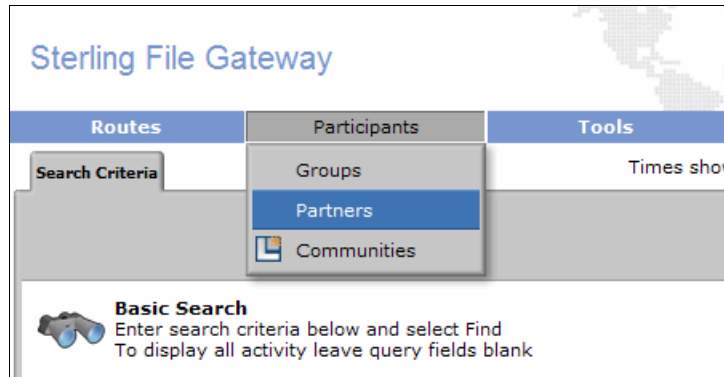 Sterling File Gateway
Routes Participants Tools
Search Criteria Groups Times sho
Partners
Communities
Basic Search
Enter search criteria below and select Find
To display all activity leave query fields blank